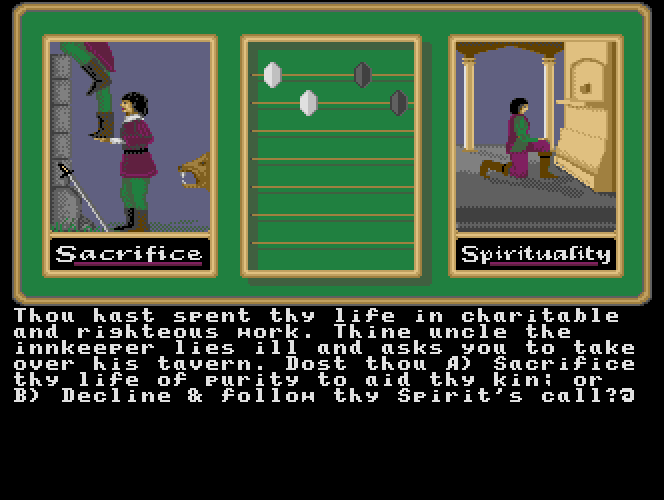 Sacrifice
Spirituality
Thou hast spent thy life in charitable
and righteous work. Thine uncle the
innkeeper lies ill and asks you to take
over his tavern. Dost thou A) Sacrifice
thy life of purity to aid thy kin; or
B) Decline & follow thy Spirit's call?